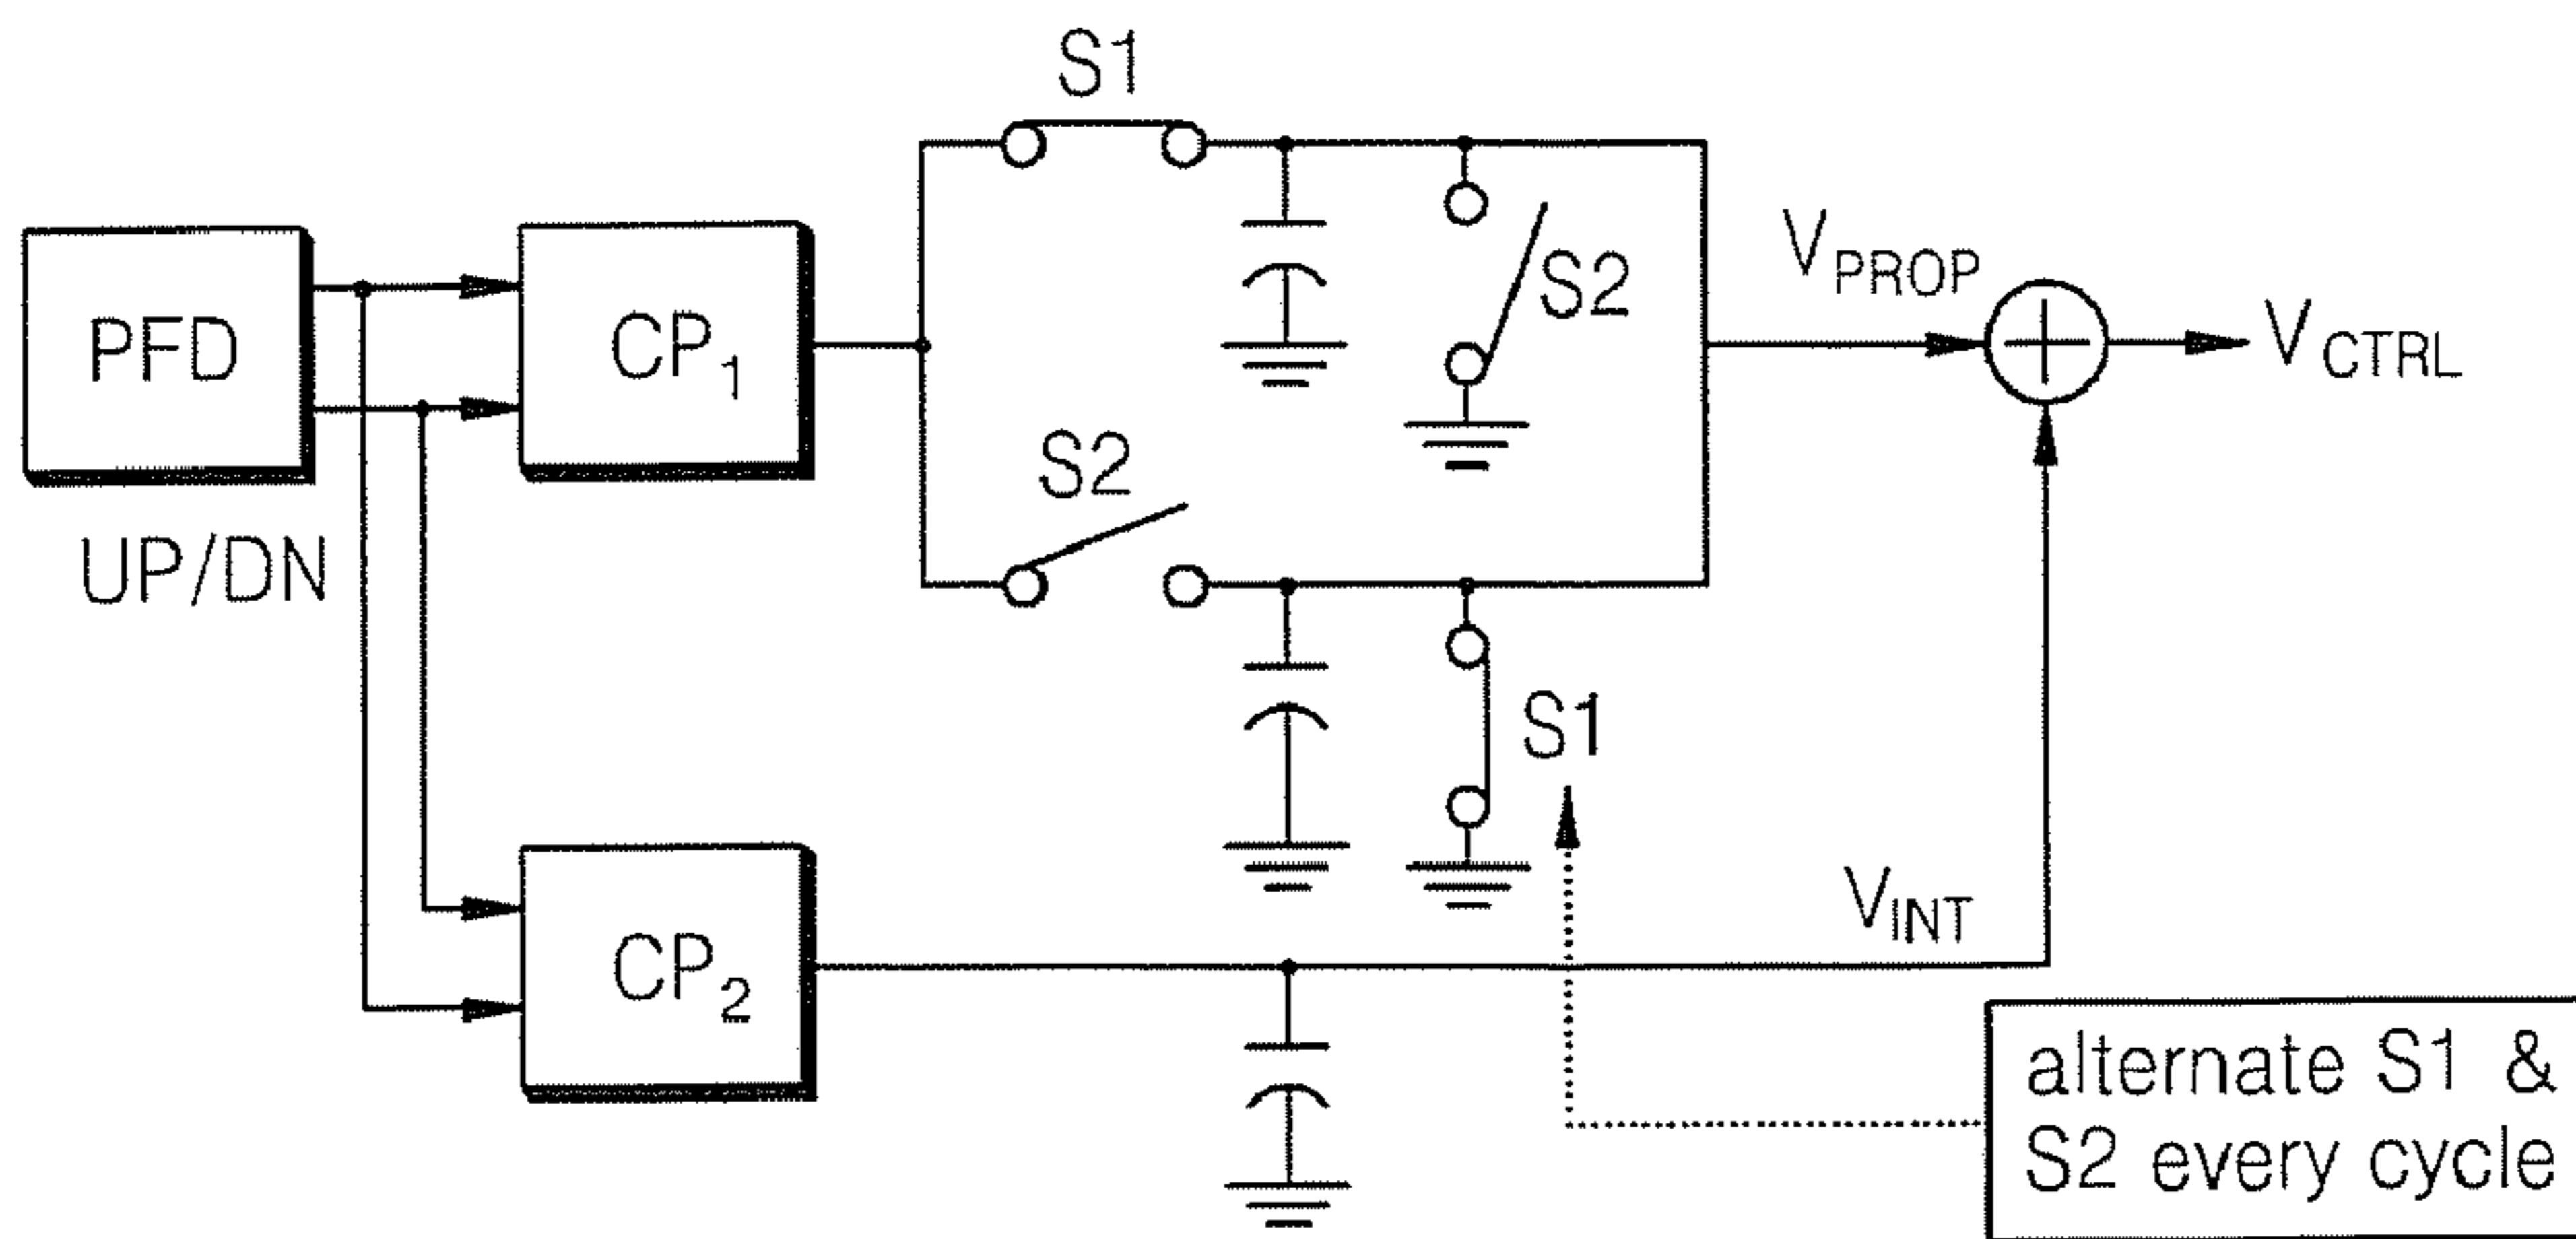 S1
PFD
CP1
S2
VPROP
VCTRL
UP/DN
S2
S1
CP2
VINT
alternate S1 &
S2 every cycle